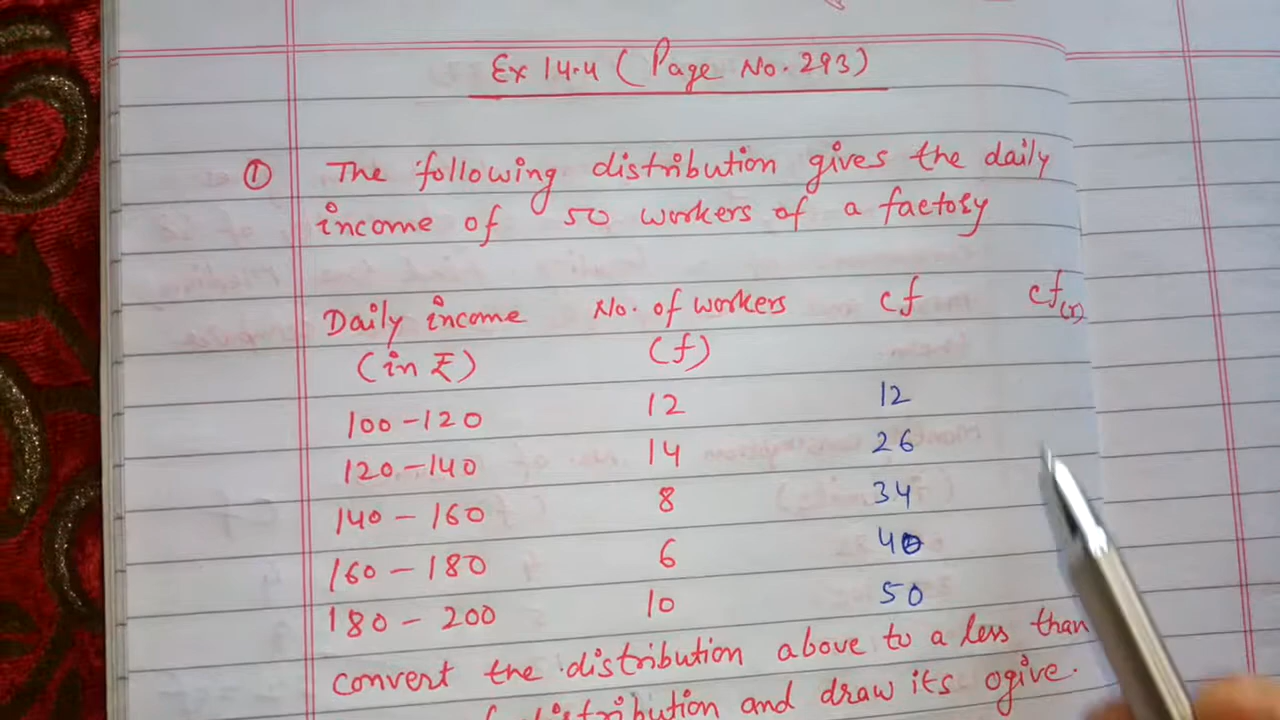 Ex 14.4 (Page No. 293)
① The following distribution gives the daily
income of 50 workers of a factory
Daily income No. of workers cf cf(r)
(in ₹) (f)
100-120 12 12
120-140 14 26
140-160 8 34
160-180 6 40
180-200 10 50
convert the distribution above to a less than
distribution and draw its ogive.